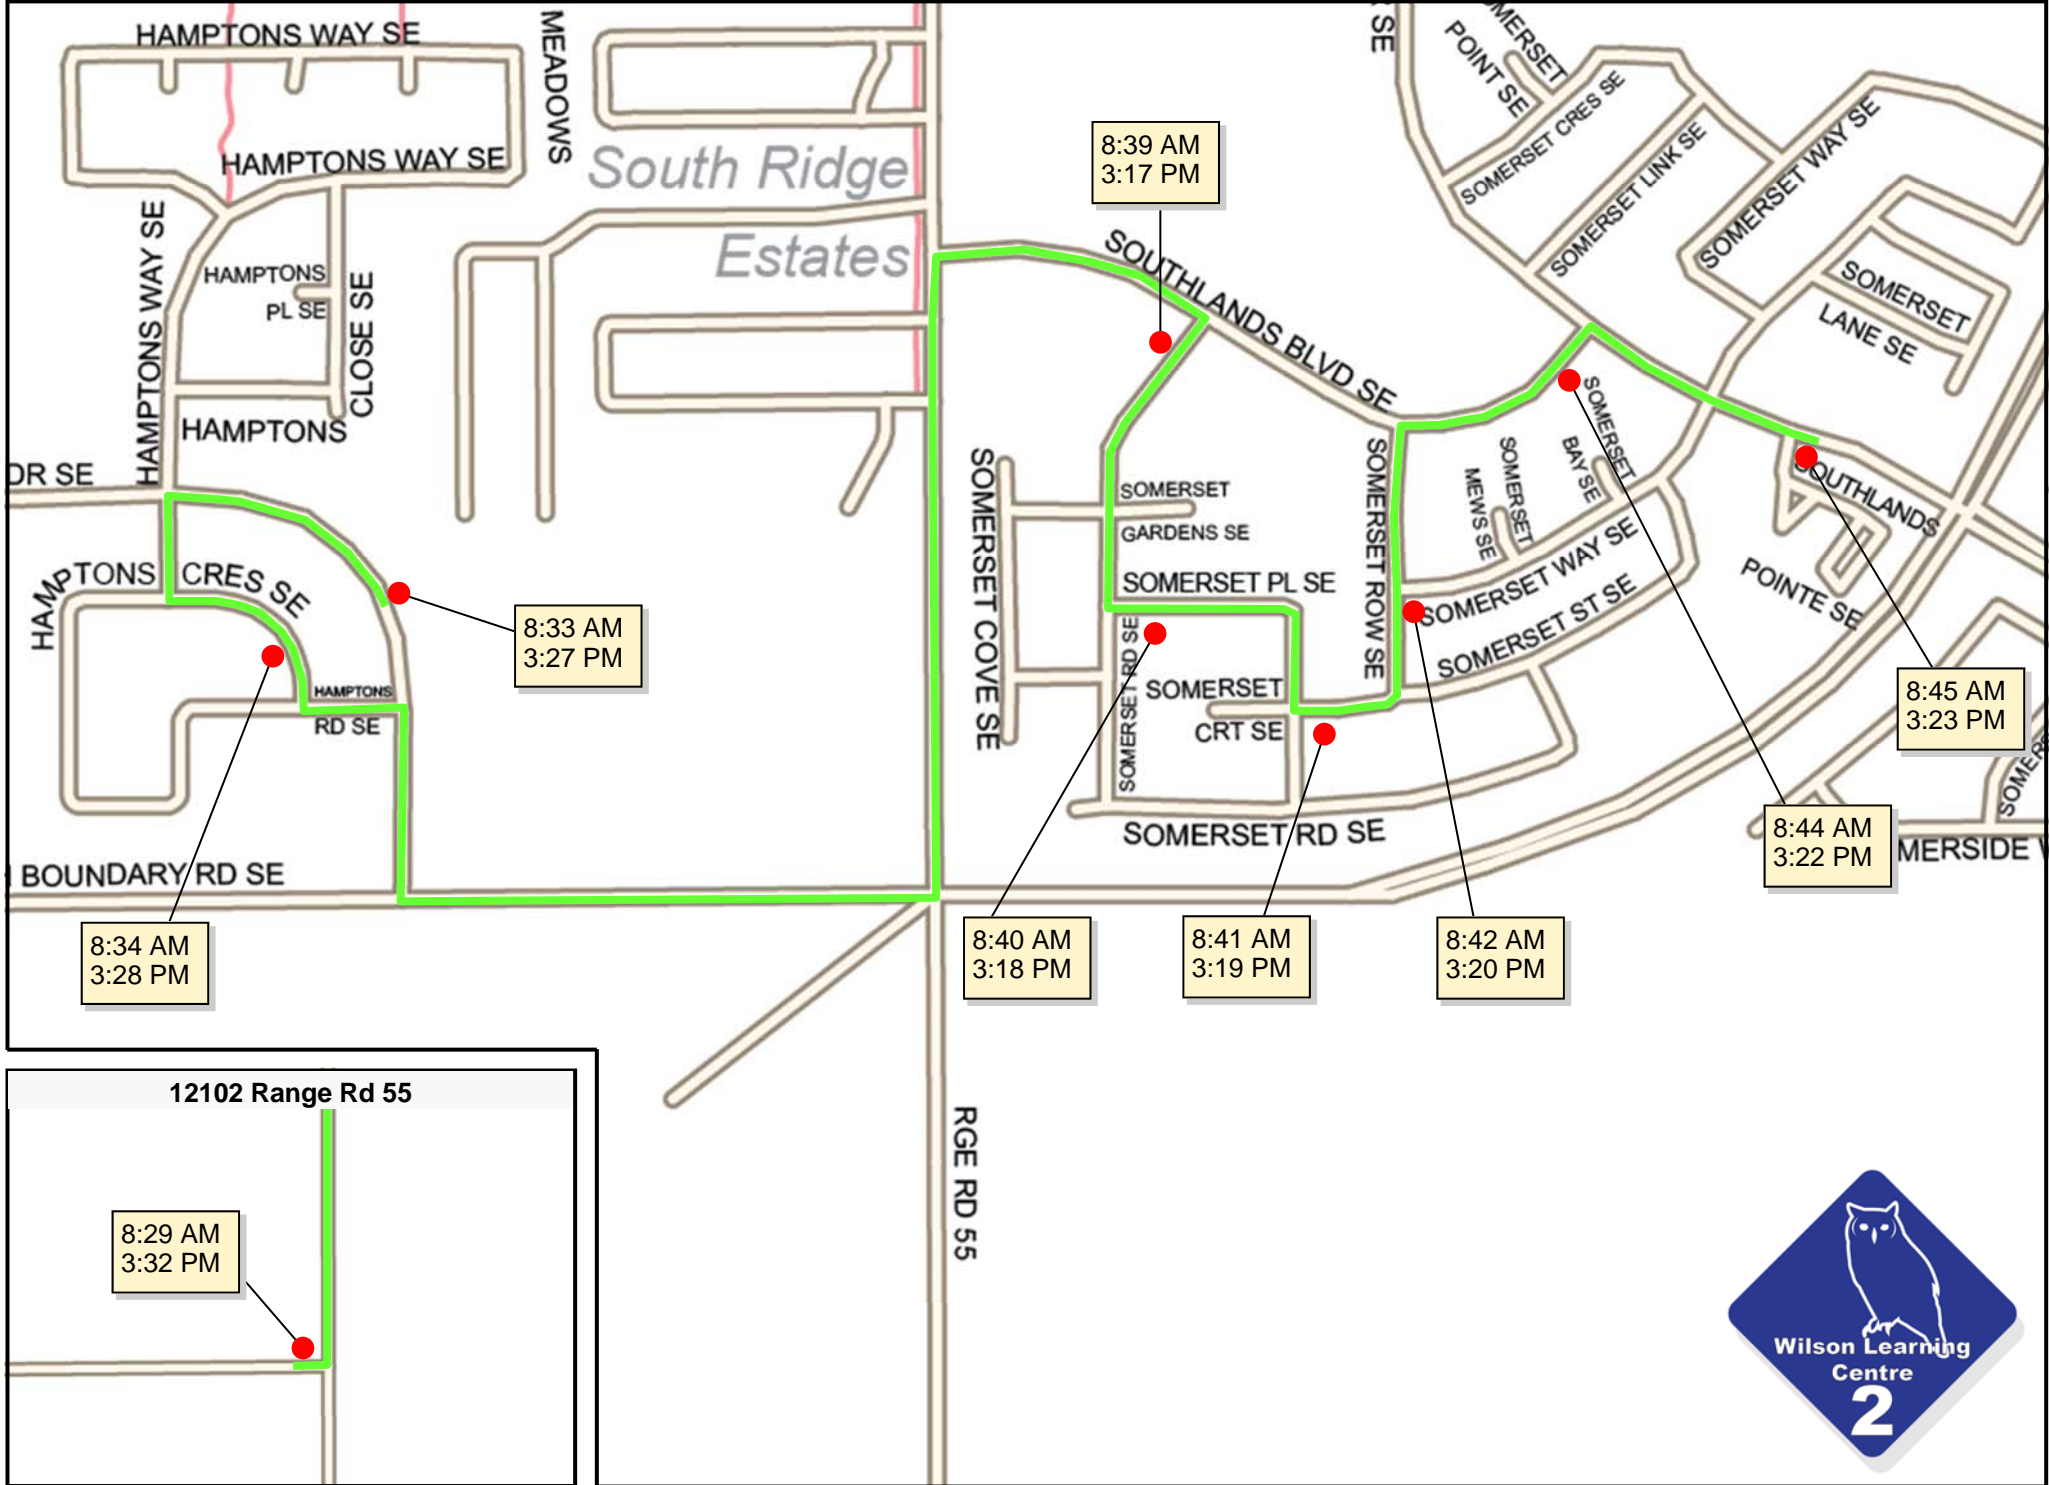 HAMPTONS WAY SE
HAMPTONS WAY SE
HAMPTONS WAY SE
MEADOWS
South Ridge
Estates
HAMPTONS
PL SE
CLOSE SE
HAMPTONS
DR SE
HAMPTONS
CRES SE
HAMPTONS
RD SE
BOUNDARY RD SE
8:33 AM
3:27 PM
8:34 AM
3:28 PM
8:39 AM
3:17 PM
SOUTHLANDS BLVD SE
SE
SOMERSET
POINT SE
SOMERSET CRES SE
SOMERSET LINK SE
SOMERSET WAY SE
SOMERSET
LANE SE
SOMERSET COVE SE
SOMERSET
GARDENS SE
SOMERSET PL SE
SOMERSET RD SE
SOMERSET
CRT SE
SOMERSET RD SE
SOMERSET ROW SE
SOMERSET
MEWS SE
SOMERSET
BAY SE
SOMERSET WAY SE
SOMERSET ST SE
SOUTHLANDS
POINTE SE
8:45 AM
3:23 PM
8:44 AM
3:22 PM
MERSIDE
SOMER
8:40 AM
3:18 PM
8:41 AM
3:19 PM
8:42 AM
3:20 PM
RGE RD 55
12102 Range Rd 55
8:29 AM
3:32 PM
Wilson Learning
Centre
2